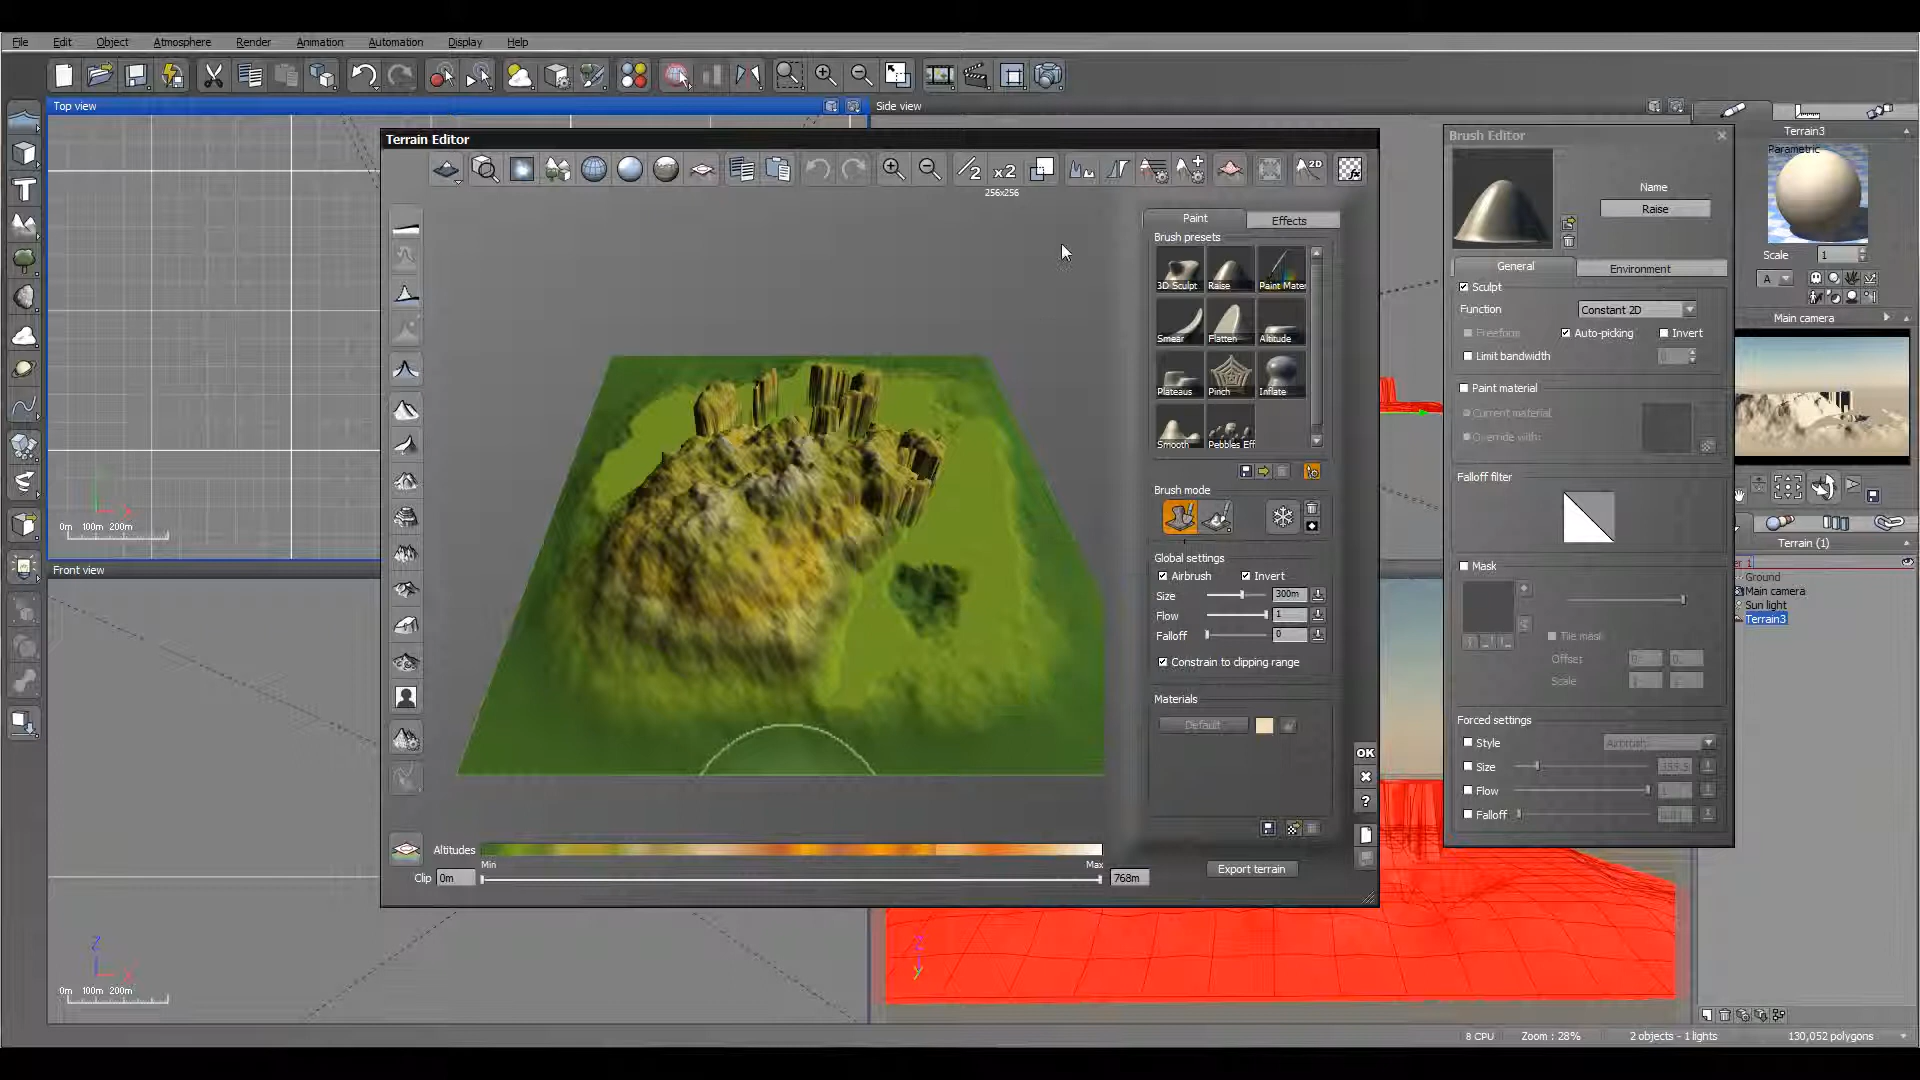 File Edit Object Atmosphere Render Animation Automation Display Help
Top view
Side view
Terrain Editor
256x256
Paint Effects
Brush presets
3D Sculpt Raise Paint Mater
Smear Flatten Altitude
Plateaus Pinch Inflate
Smooth Pebbles Eff
Brush mode
Global settings
Airbrush Invert
Size 300m
Flow 1
Falloff 0
Constrain to clipping range
Materials
Default
Export terrain
OK
?
Altitudes
Min Max
Clip 0m 768m
Brush Editor
Name
Raise
General Environment
Sculpt
Function Constant 2D
Freeform Auto-picking Invert
Limit bandwidth
Paint material
Current material
Override with:
Falloff filter
Mask
Tile mask
Offset
Scale
Forced settings
Style Airbrush
Size
Flow
Falloff
Terrain3
Parametric
Scale 1
A
Main camera
Terrain (1)
Ground
Main camera
Sun light
Terrain3
0m 100m 200m
Front view
Z
X
0m 100m 200m
Z
y
8 CPU Zoom : 28% 2 objects - 1 lights 130,052 polygons